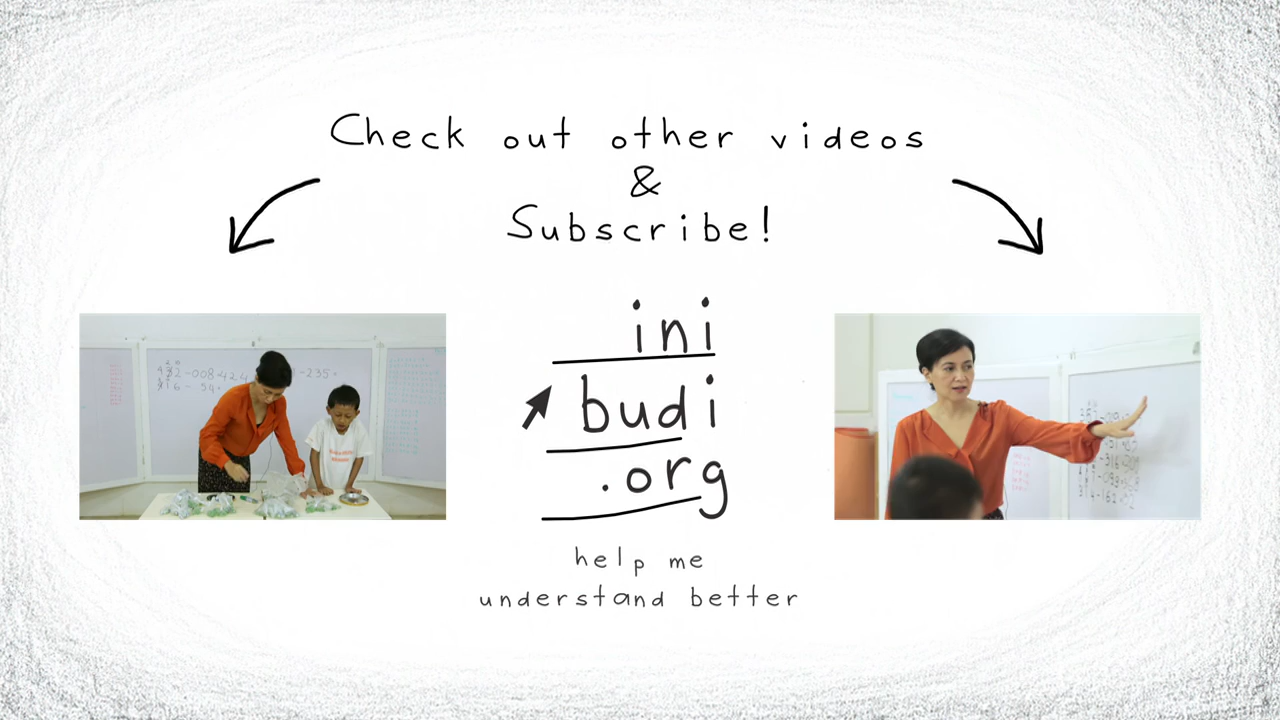 Check out other videos
&
Subscribe!
ini
budi
.org
help me
understand better